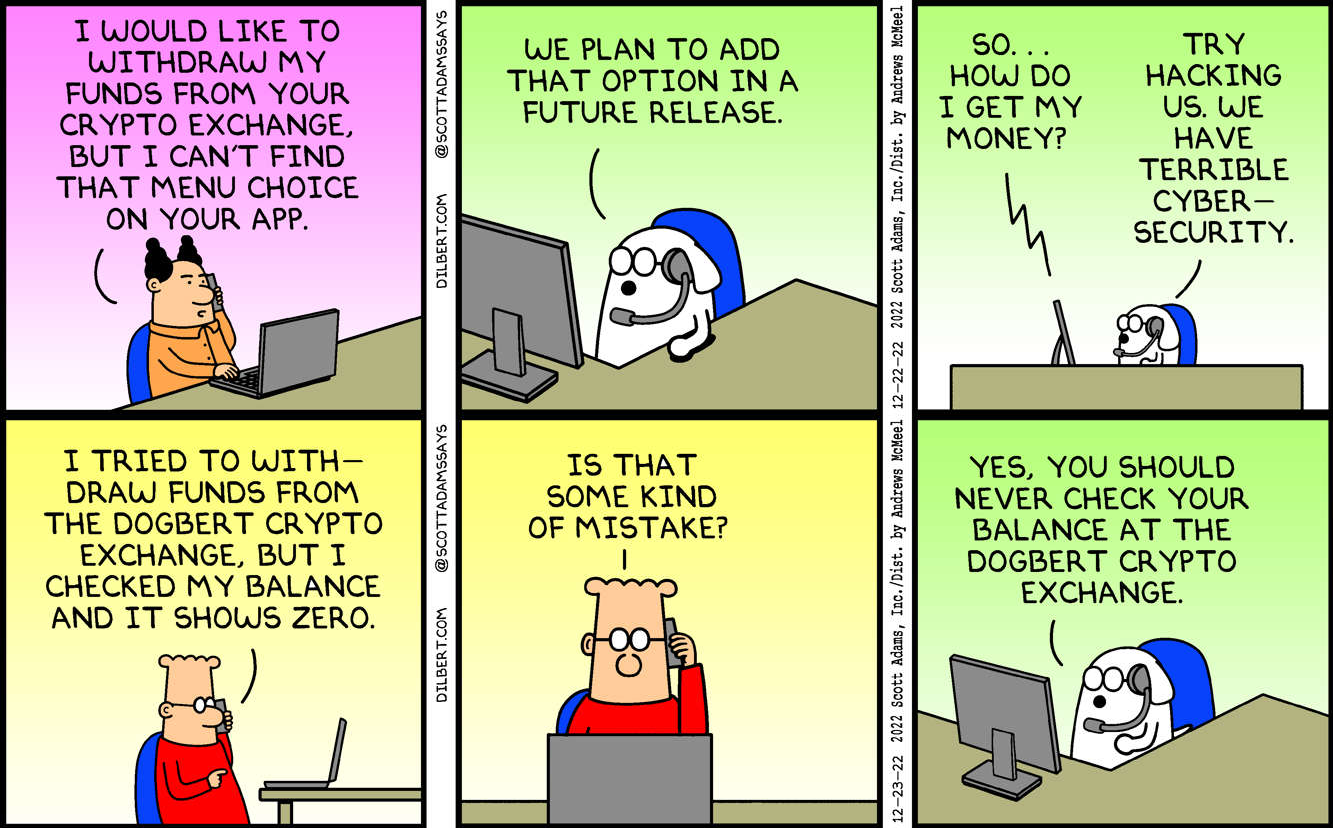 I WOULD LIKE TO
WITHDRAW MY
FUNDS FROM YOUR
CRYPTO EXCHANGE,
BUT I CAN'T FIND
THAT MENU CHOICE
ON YOUR APP.
DILBERT.COM @SCOTTADAMSSAYS
WE PLAN TO ADD
THAT OPTION IN A
FUTURE RELEASE.
12-22-22 2022 Scott Adams, Inc./Dist. by Andrews McMeel
SO. . .
HOW DO
I GET MY
MONEY?
TRY
HACKING
US. WE
HAVE
TERRIBLE
CYBER-
SECURITY.
I TRIED TO WITH-
DRAW FUNDS FROM
THE DOGBERT CRYPTO
EXCHANGE, BUT I
CHECKED MY BALANCE
AND IT SHOWS ZERO.
DILBERT.COM @SCOTTADAMSSAYS
IS THAT
SOME KIND
OF MISTAKE?
12-23-22 2022 Scott Adams, Inc./Dist. by Andrews McMeel
YES, YOU SHOULD
NEVER CHECK YOUR
BALANCE AT THE
DOGBERT CRYPTO
EXCHANGE.